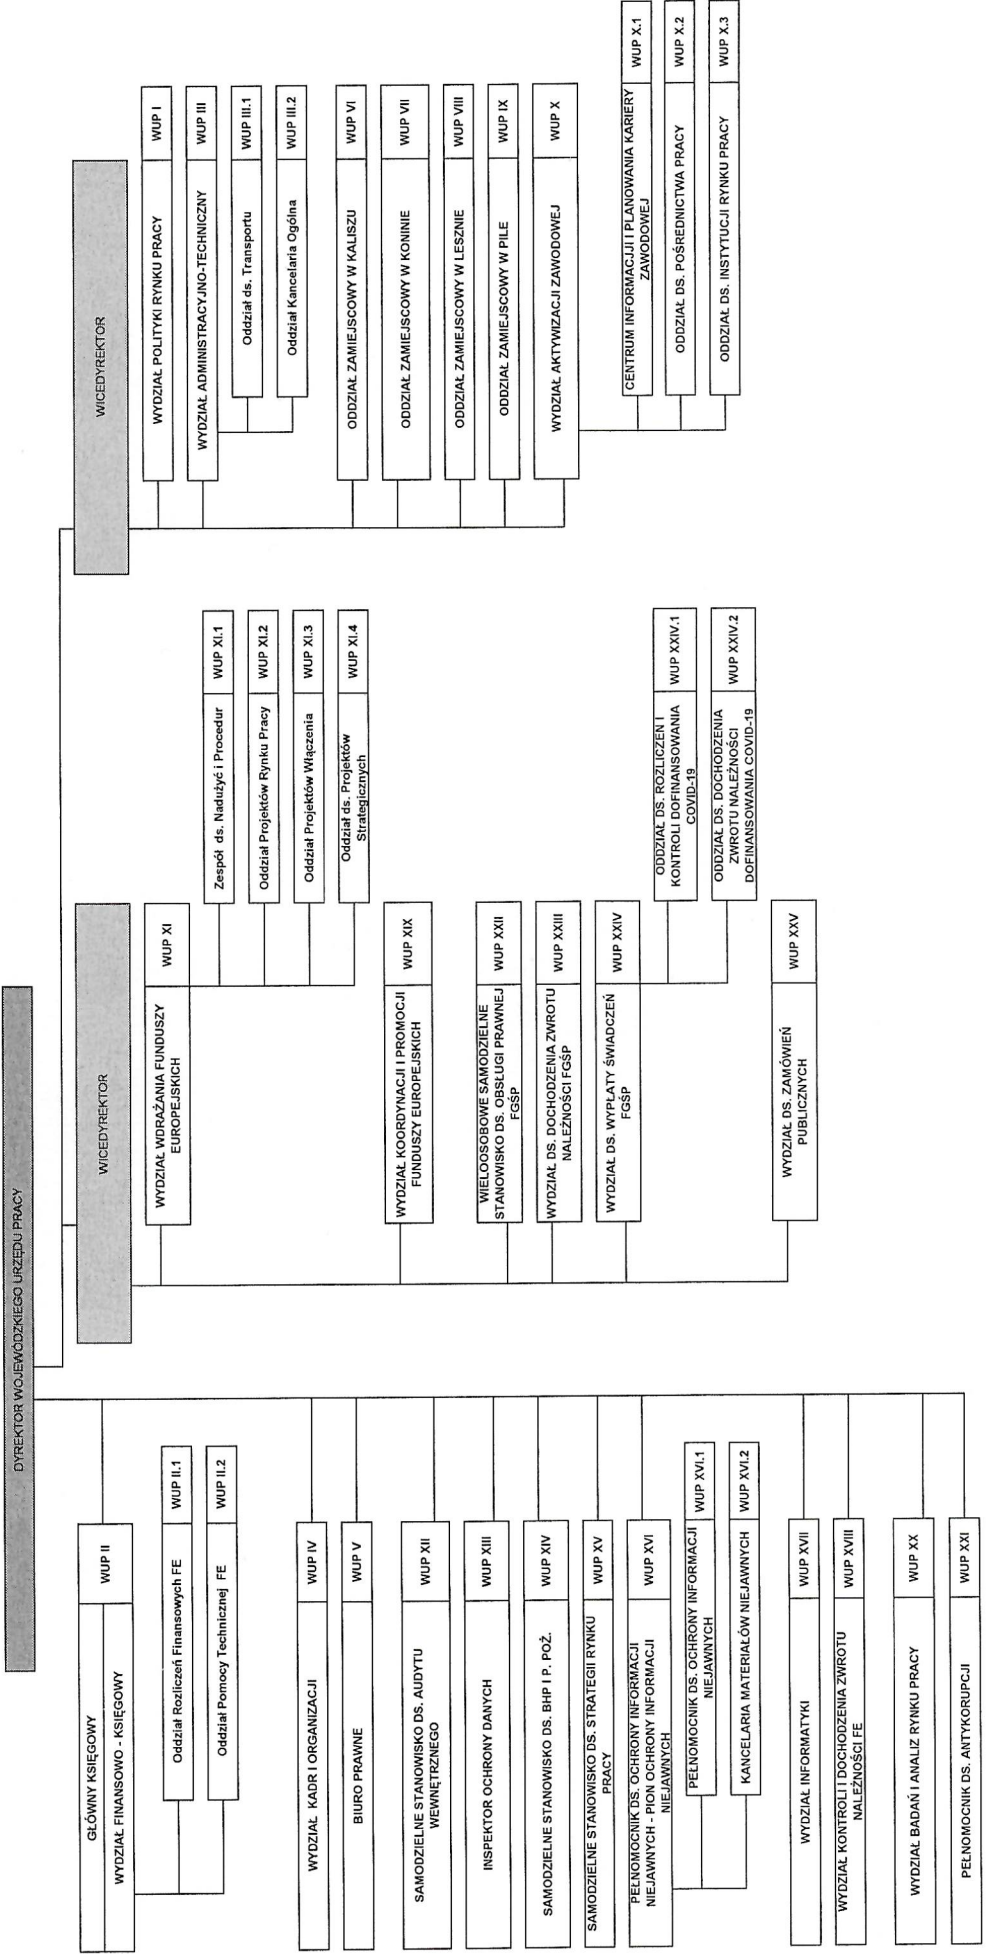 DYREKTOR WOJEWÓDZKIEGO URZĘDU PRACY
GŁÓWNY KSIĘGOWY
WYDZIAŁ FINANSOWO - KSIĘGOWY
WUP II
Oddział Rozliczeń Finansowych FE
WUP II.1
Oddział Pomocy Technicznej FE
WUP II.2
WYDZIAŁ KADR I ORGANIZACJI
WUP IV
BIURO PRAWNE
WUP V
SAMODZIELNE STANOWISKO DS. AUDYTU
WEWNĘTRZNEGO
WUP XII
INSPEKTOR OCHRONY DANYCH
WUP XIII
SAMODZIELNE STANOWISKO DS. BHP I P. POŻ.
WUP XIV
SAMODZIELNE STANOWISKO DS. STRATEGII RYNKU
PRACY
WUP XV
PEŁNOMOCNIK DS. OCHRONY INFORMACJI
NIEJAWNYCH - PION OCHRONY INFORMACJI
NIEJAWNYCH
WUP XVI
PEŁNOMOCNIK DS. OCHRONY INFORMACJI
NIEJAWNYCH
WUP XVI.1
KANCELARIA MATERIAŁÓW NIEJAWNYCH
WUP XVI.2
WYDZIAŁ INFORMATYKI
WUP XVII
WYDZIAŁ KONTROLI I DOCHODZENIA ZWROTU
NALEŻNOŚCI FE
WUP XVIII
WYDZIAŁ BADAŃ I ANALIZ RYNKU PRACY
WUP XX
PEŁNOMOCNIK DS. ANTYKORUPCJI
WUP XXI
WICEDYREKTOR
WYDZIAŁ WDRAŻANIA FUNDUSZY
EUROPEJSKICH
WUP XI
Zespół ds. Nadużyć i Procedur
WUP XI.1
Oddział Projektów Rynku Pracy
WUP XI.2
Oddział Projektów Włączenia
WUP XI.3
Oddział ds. Projektów
Strategicznych
WUP XI.4
WYDZIAŁ KOORDYNACJI I PROMOCJI
FUNDUSZY EUROPEJSKICH
WUP XIX
WIELOOSOBOWE SAMODZIELNE
STANOWISKO DS. OBSŁUGI PRAWNEJ
FGŚP
WUP XXII
WYDZIAŁ DS. DOCHODZENIA ZWROTU
NALEŻNOŚCI FGŚP
WUP XXIII
WYDZIAŁ DS. WYPŁATY ŚWIADCZEŃ
FGŚP
WUP XXIV
ODDZIAŁ DS. ROZLICZEŃ I
KONTROLI DOFINANSOWANIA
COVID-19
WUP XXIV.1
ODDZIAŁ DS. DOCHODZENIA
ZWROTU NALEŻNOŚCI
DOFINANSOWANIA COVID-19
WUP XXIV.2
WYDZIAŁ DS. ZAMÓWIEŃ
PUBLICZNYCH
WUP XXV
WICEDYREKTOR
WYDZIAŁ POLITYKI RYNKU PRACY
WUP I
WYDZIAŁ ADMINISTRACYJNO-TECHNICZNY
WUP III
Oddział ds. Transportu
WUP III.1
Oddział Kancelaria Ogólna
WUP III.2
ODDZIAŁ ZAMIEJSCOWY W KALISZU
WUP VI
ODDZIAŁ ZAMIEJSCOWY W KONINIE
WUP VII
ODDZIAŁ ZAMIEJSCOWY W LESZNIE
WUP VIII
ODDZIAŁ ZAMIEJSCOWY W PILE
WUP IX
WYDZIAŁ AKTYWIZACJI ZAWODOWEJ
WUP X
CENTRUM INFORMACJJI I PLANOWANIA KARIERY
ZAWODOWEJ
WUP X.1
ODDZIAŁ DS. POŚREDNICTWA PRACY
WUP X.2
ODDZIAŁ DS. INSTYTUCJI RYNKU PRACY
WUP X.3